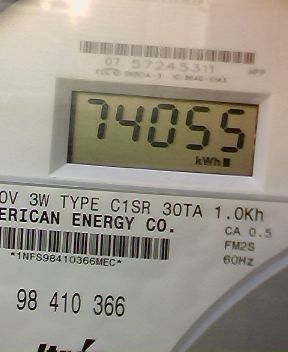 07. 57245311
74055
kWh
0V 3W TYPE C1SR 30TA 1.0Kh
ERICAN ENERGY CO.
CA 0.5
FM2S
60Hz
*1NFS98410366MEC*
98 410 366